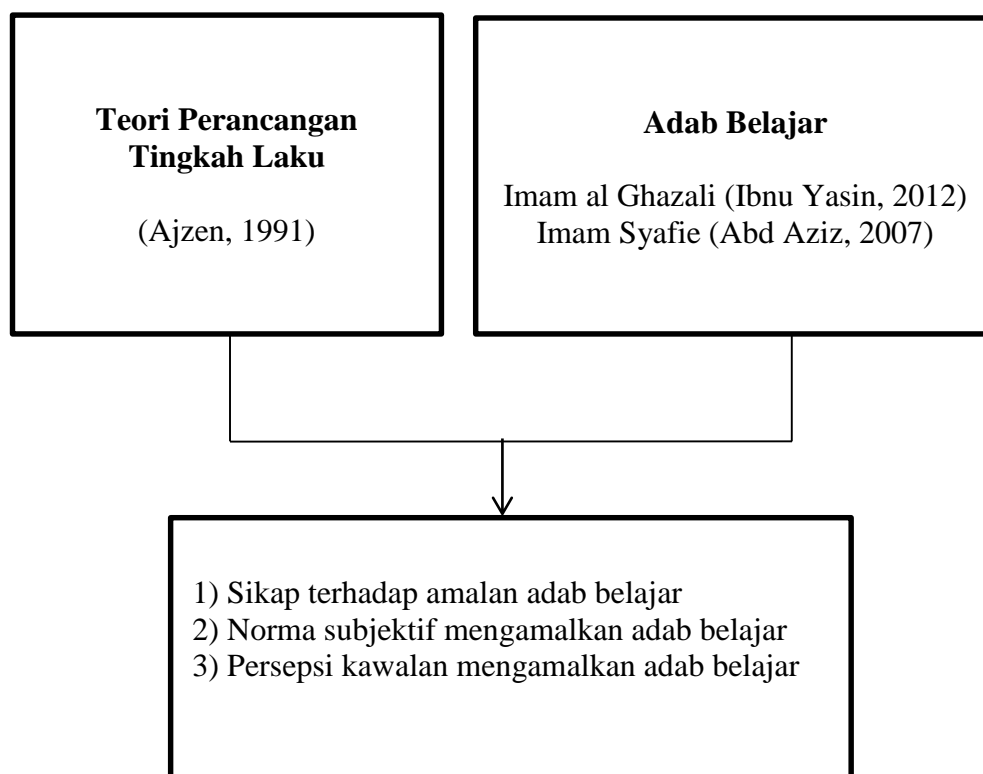 Teori Perancangan
Tingkah Laku
(Ajzen, 1991)
Adab Belajar
Imam al Ghazali (Ibnu Yasin, 2012)
Imam Syafie (Abd Aziz, 2007)
1) Sikap terhadap amalan adab belajar
2) Norma subjektif mengamalkan adab belajar
3) Persepsi kawalan mengamalkan adab belajar